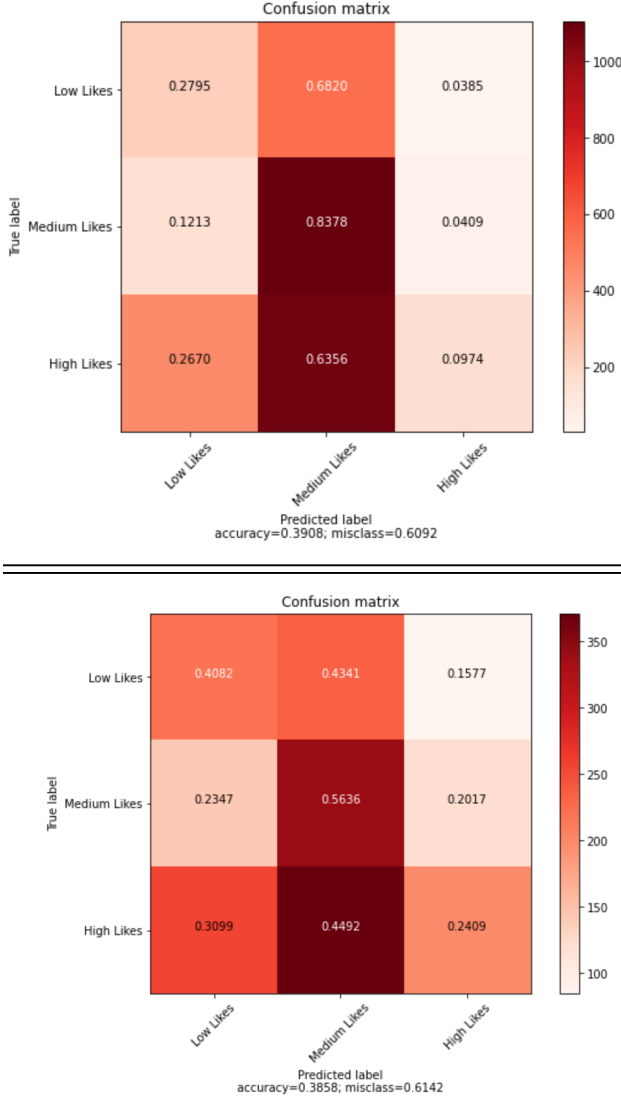 Confusion matrix
Low Likes 0.2795 0.6820 0.0385
Medium Likes 0.1213 0.8378 0.0409
High Likes 0.2670 0.6356 0.0974
True label
Low Likes Medium Likes High Likes
Predicted label
accuracy=0.3908; misclass=0.6092
1000
800
600
400
200
Confusion matrix
Low Likes 0.4082 0.4341 0.1577
Medium Likes 0.2347 0.5636 0.2017
High Likes 0.3099 0.4492 0.2409
True label
Low Likes Medium Likes High Likes
Predicted label
accuracy=0.3858; misclass=0.6142
350
300
250
200
150
100